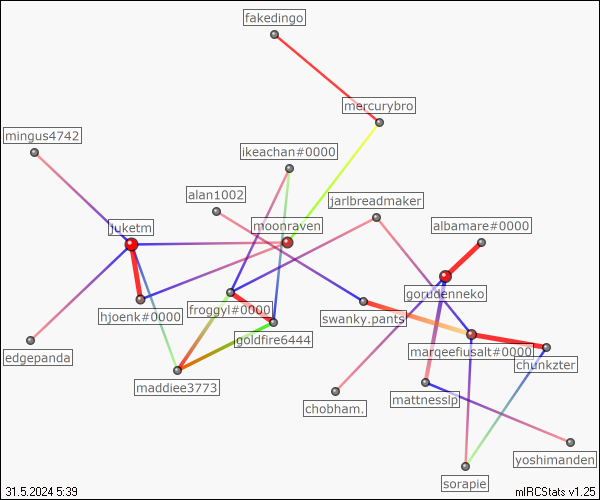 fakedingo
mercurybro
mingus4742
ikeachan#0000
alan1002
jarlbreadmaker
juketm
moonraven
albamare#0000
gorudenneko
hjoenk#0000
froggyl#0000
swanky.pants
goldfire6444
edgepanda
marqeefiusalt#0000
chunkzter
maddiee3773
mattnesslp
chobham.
yoshimanden
sorapie
31.5.2024 5:39
mIRCStats v1.25